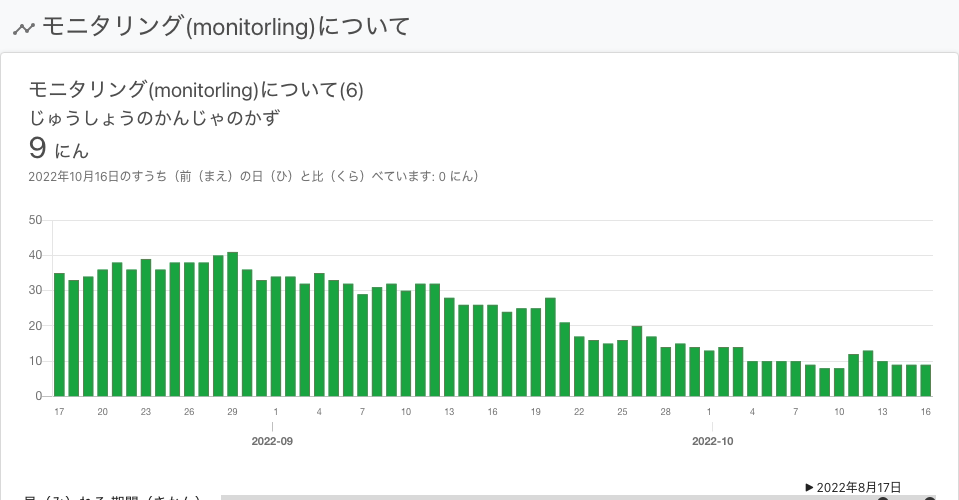 モニタリング(monitorling)について
モニタリング(monitorling)について(6)
じゅうしょうのかんじゃのかず
9 にん
2022年10月16日のすうち（前（まえ）の日（ひ）と比（くら）べています: 0 にん）
50
40
30
20
10
0
17 20 23 26 29 1 4 7 10 13 16 19 22 25 28 1 4 7 10 13 16
2022-09 2022-10
▶ 2022年8月17日